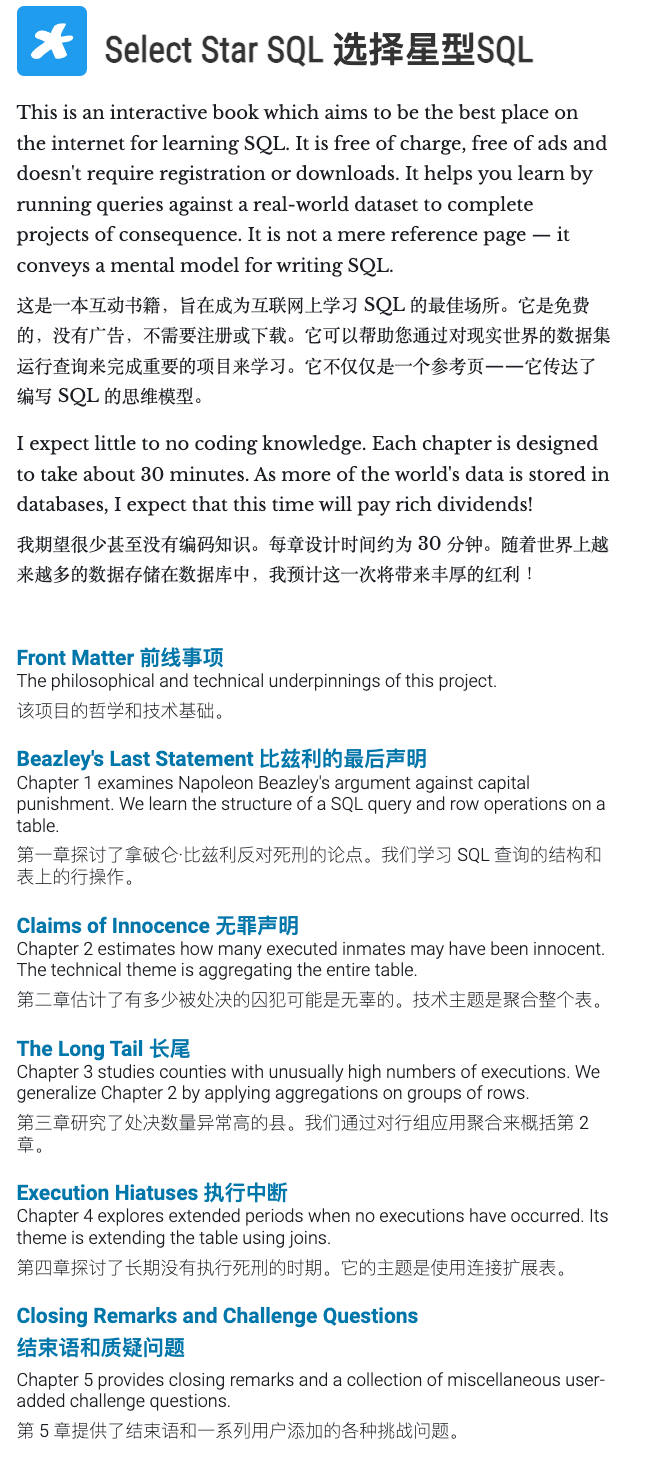 Select Star SQL 选择星型SQL
This is an interactive book which aims to be the best place on
the internet for learning SQL. It is free of charge, free of ads and
doesn't require registration or downloads. It helps you learn by
running queries against a real-world dataset to complete
projects of consequence. It is not a mere reference page — it
conveys a mental model for writing SQL.
这是一本互动书籍，旨在成为互联网上学习 SQL 的最佳场所。它是免费
的，没有广告，不需要注册或下载。它可以帮助您通过对现实世界的数据集
运行查询来完成重要的项目来学习。它不仅仅是一个参考页——它传达了
编写 SQL 的思维模型。
I expect little to no coding knowledge. Each chapter is designed
to take about 30 minutes. As more of the world's data is stored in
databases, I expect that this time will pay rich dividends!
我期望很少甚至没有编码知识。每章设计时间约为 30 分钟。随着世界上越
来越多的数据存储在数据库中，我预计这一次将带来丰厚的红利！
Front Matter 前线事项
The philosophical and technical underpinnings of this project.
该项目的哲学和技术基础。
Beazley's Last Statement 比兹利的最后声明
Chapter 1 examines Napoleon Beazley's argument against capital
punishment. We learn the structure of a SQL query and row operations on a
table.
第一章探讨了拿破仑·比兹利反对死刑的论点。我们学习 SQL 查询的结构和
表上的行操作。
Claims of Innocence 无罪声明
Chapter 2 estimates how many executed inmates may have been innocent.
The technical theme is aggregating the entire table.
第二章估计了有多少被处决的囚犯可能是无辜的。技术主题是聚合整个表。
The Long Tail 长尾
Chapter 3 studies counties with unusually high numbers of executions. We
generalize Chapter 2 by applying aggregations on groups of rows.
第三章研究了处决数量异常高的县。我们通过对行组应用聚合来概括第 2
章。
Execution Hiatuses 执行中断
Chapter 4 explores extended periods when no executions have occurred. Its
theme is extending the table using joins.
第四章探讨了长期没有执行死刑的时期。它的主题是使用连接扩展表。
Closing Remarks and Challenge Questions
结束语和质疑问题
Chapter 5 provides closing remarks and a collection of miscellaneous user-
added challenge questions.
第 5 章提供了结束语和一系列用户添加的各种挑战问题。